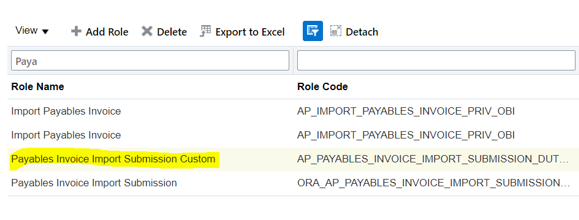 View Add Role Delete Export to Excel Detach
Paya
Role Name Role Code
Import Payables Invoice AP_IMPORT_PAYABLES_INVOICE_PRIV_OBI
Import Payables Invoice AP_IMPORT_PAYABLES_INVOICE_PRIV_OBI
Payables Invoice Import Submission Custom AP_PAYABLES_INVOICE_IMPORT_SUBMISSION_DUT...
Payables Invoice Import Submission ORA_AP_PAYABLES_INVOICE_IMPORT_SUBMISSION...